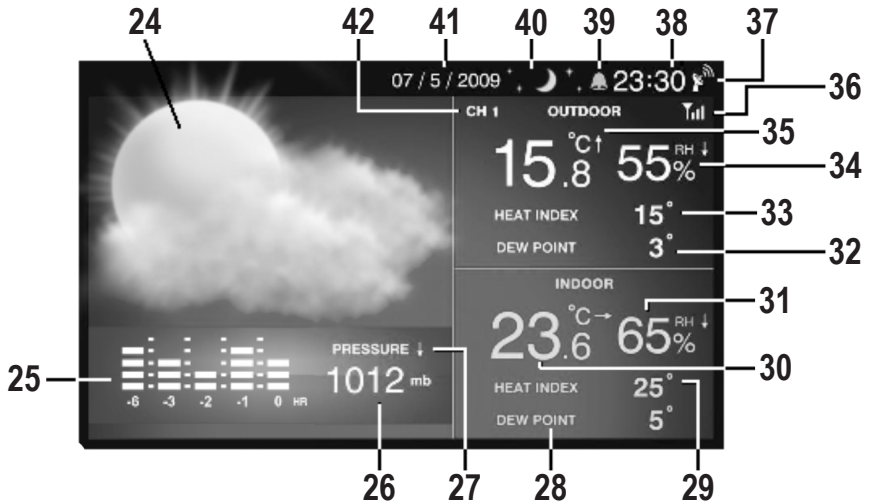 24 42 41 40 39 38 37
07 / 5 / 2009 23:30
36
CH 1 OUTDOOR
35
15.8 °C↑ 55% RH ↓
34
HEAT INDEX 15°
33
DEW POINT 3°
32
INDOOR
31
23.6 °C→ 65% RH ↓
30
PRESSURE ↓
25
1012 mb
HEAT INDEX 25°
-6 -3 -2 -1 0 HR
DEW POINT 5°
26 27 28 29